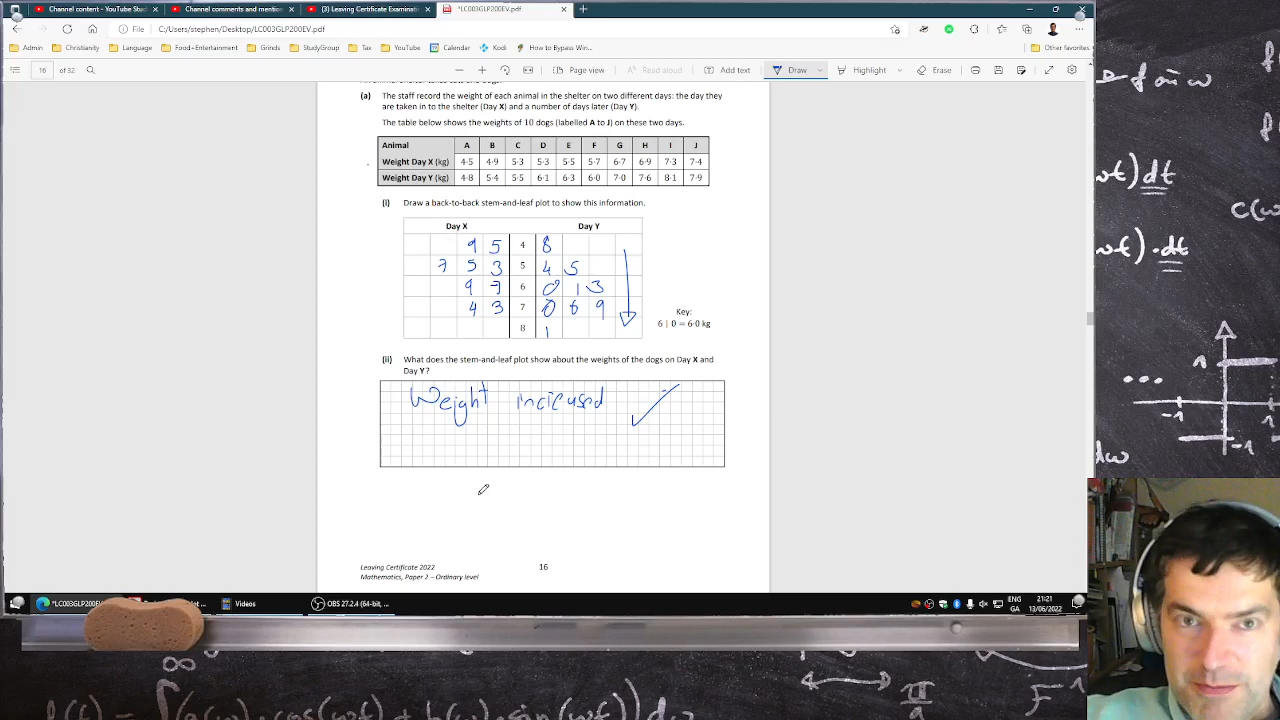 Channel content - YouTube Stud
Channel comments and mention
(3) Leaving Certificate Examinati
*LC003GLP200EV.pdf
File C:/Users/stephen/Desktop/LC003GLP200EV.pdf
Admin Christianity Language Food+Entertainment Grinds StudyGroup Tax YouTube Calendar Kodi How to Bypass Win... Other favorites
16 of 32 Page view Read aloud Add text Draw Highlight Erase
(a) The staff record the weight of each animal in the shelter on two different days: the day they
are taken in to the shelter (Day X) and a number of days later (Day Y).
The table below shows the weights of 10 dogs (labelled A to J) on these two days.
Animal A B C D E F G H I J
Weight Day X (kg) 4·5 4·9 5·3 5·3 5·5 5·7 6·7 6·9 7·3 7·4
Weight Day Y (kg) 4·8 5·4 5·5 6·1 6·3 6·0 7·0 7·6 8·1 7·9
(i) Draw a back-to-back stem-and-leaf plot to show this information.
Day X Day Y
9 5 4 8
7 5 3 5 4 5
9 7 6 0 1 3
4 3 7 0 6 9
8 1
Key:
6 | 0 = 6·0 kg
(ii) What does the stem-and-leaf plot show about the weights of the dogs on Day X and
Day Y?
Weight increased
Leaving Certificate 2022
Mathematics, Paper 2 – Ordinary level
16
Videos
OBS 27.2.4 (64-bit, ...
ENG
GA
21:21
13/06/2022